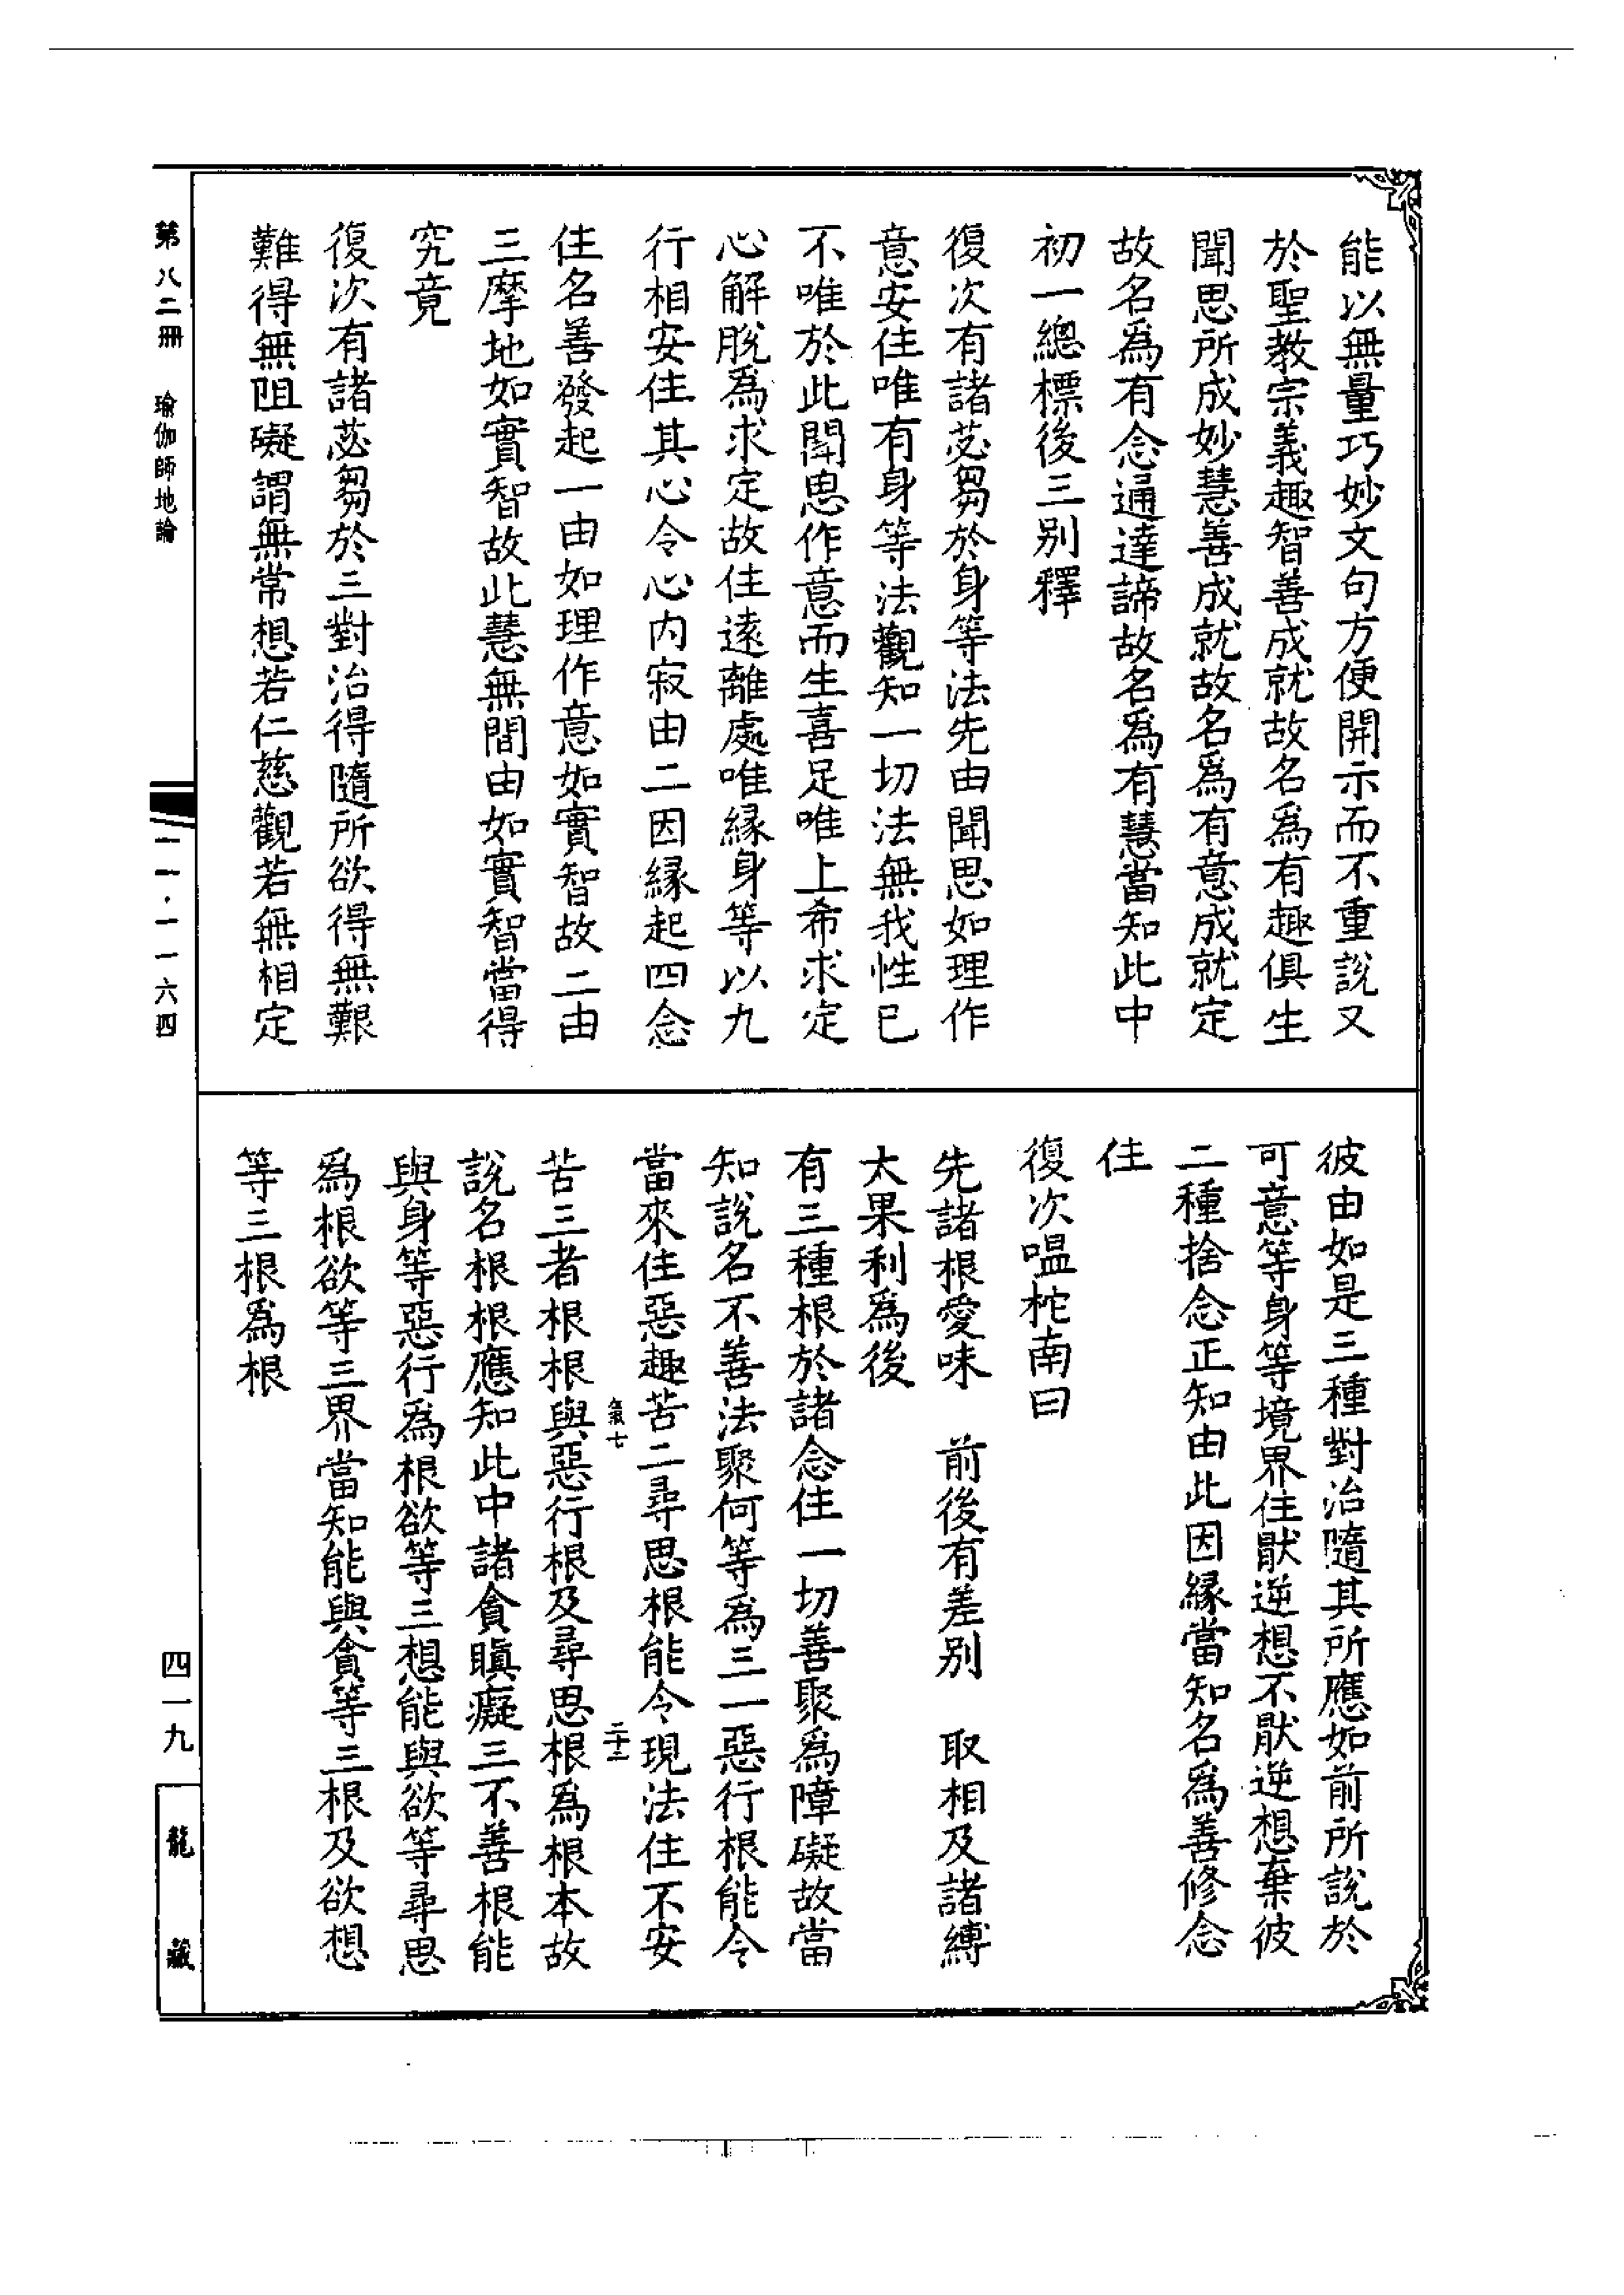 能以無量巧妙文句方便開示而不重說又
於聖教宗義趣智善成就故名爲有趣俱生
聞思所成妙慧善成就故名爲有意成就定
故名爲有念通達諦故名爲有慧當知此中
初一總標後三別釋
復次有諸苾芻於身等法先由聞思如理作
意安住唯有身等法觀知一切法無我性已
不唯於此聞思作意而生喜足唯上希求定
心解脫爲求定故住遠離處唯緣身等以九
行相安住其心令心內寂由二因緣起四念
住名善發起一由如理作意如實智故二由
三摩地如實智故此慧無間由如實智當得
究竟
復次有諸苾芻於三對治得隨所欲得無艱
難得無阻礙謂無常想若仁慈觀若無相定
彼由如是三種對治隨其所應如前所說於
可意等身等境界住猒逆想不猒逆想棄彼
二種捨念正知由此因緣當知名爲善修念
住
復次嗢柁南曰
先諸根愛味　前後有差別　取相及諸縛
太果利爲後
有三種根於諸念住一切善聚爲障礙故當
知說名不善法聚何等爲三一惡行根能令
當來住惡趣苦二尋思根能令現法住不安
氣七　二十二
苦三者根根與惡行根及尋思根爲根本故
說名根根應知此中諸貪瞋癡三不善根能
與身等惡行爲根欲等三想能與欲等尋思
爲根欲等三界當知能與貪等三根及欲想
等三根爲根
第八二冊　瑜伽師地論
一一·一一六四
四一九
龍藏